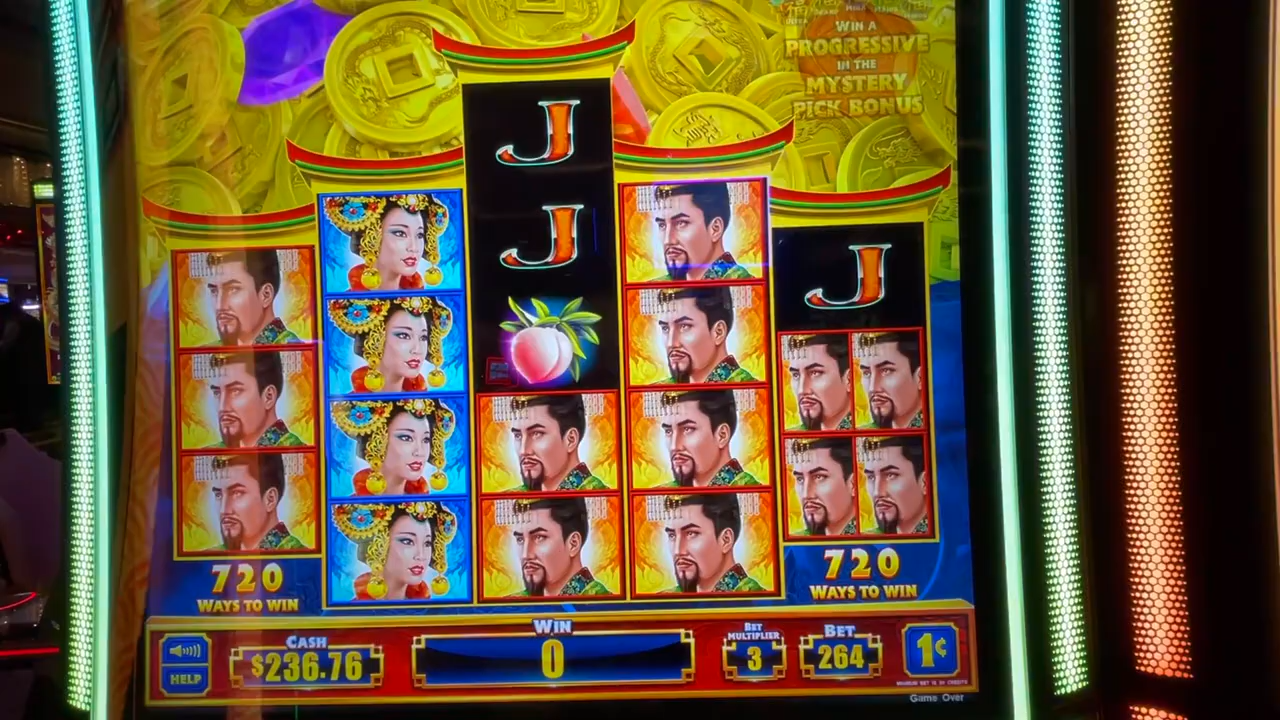 WIN A
PROGRESSIVE
IN THE
MYSTERY
PICK BONUS
J
J
J
720
WAYS TO WIN
720
WAYS TO WIN
HELP
CASH
$236.76
WIN
0
BET
MULTIPLIER
3
BET
264
1¢
Game Over